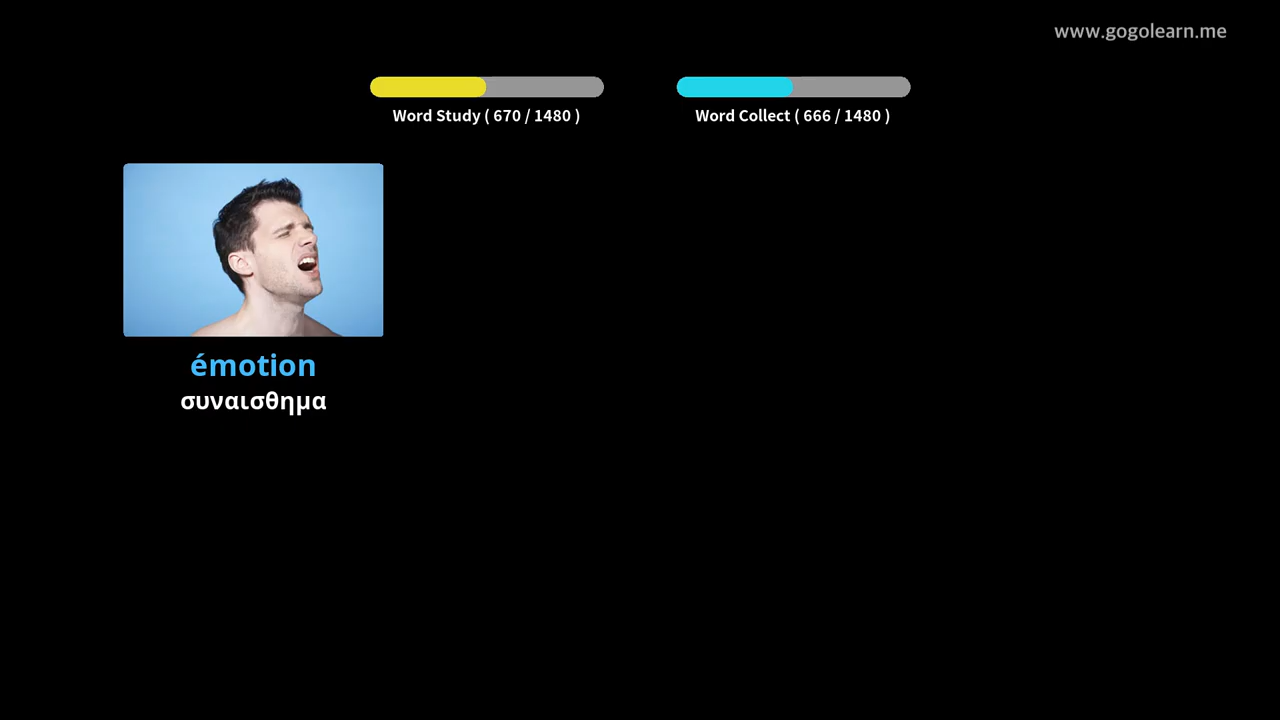 www.gogolearn.me
Word Study ( 670 / 1480 )
Word Collect ( 666 / 1480 )
émotion
συναισθημα